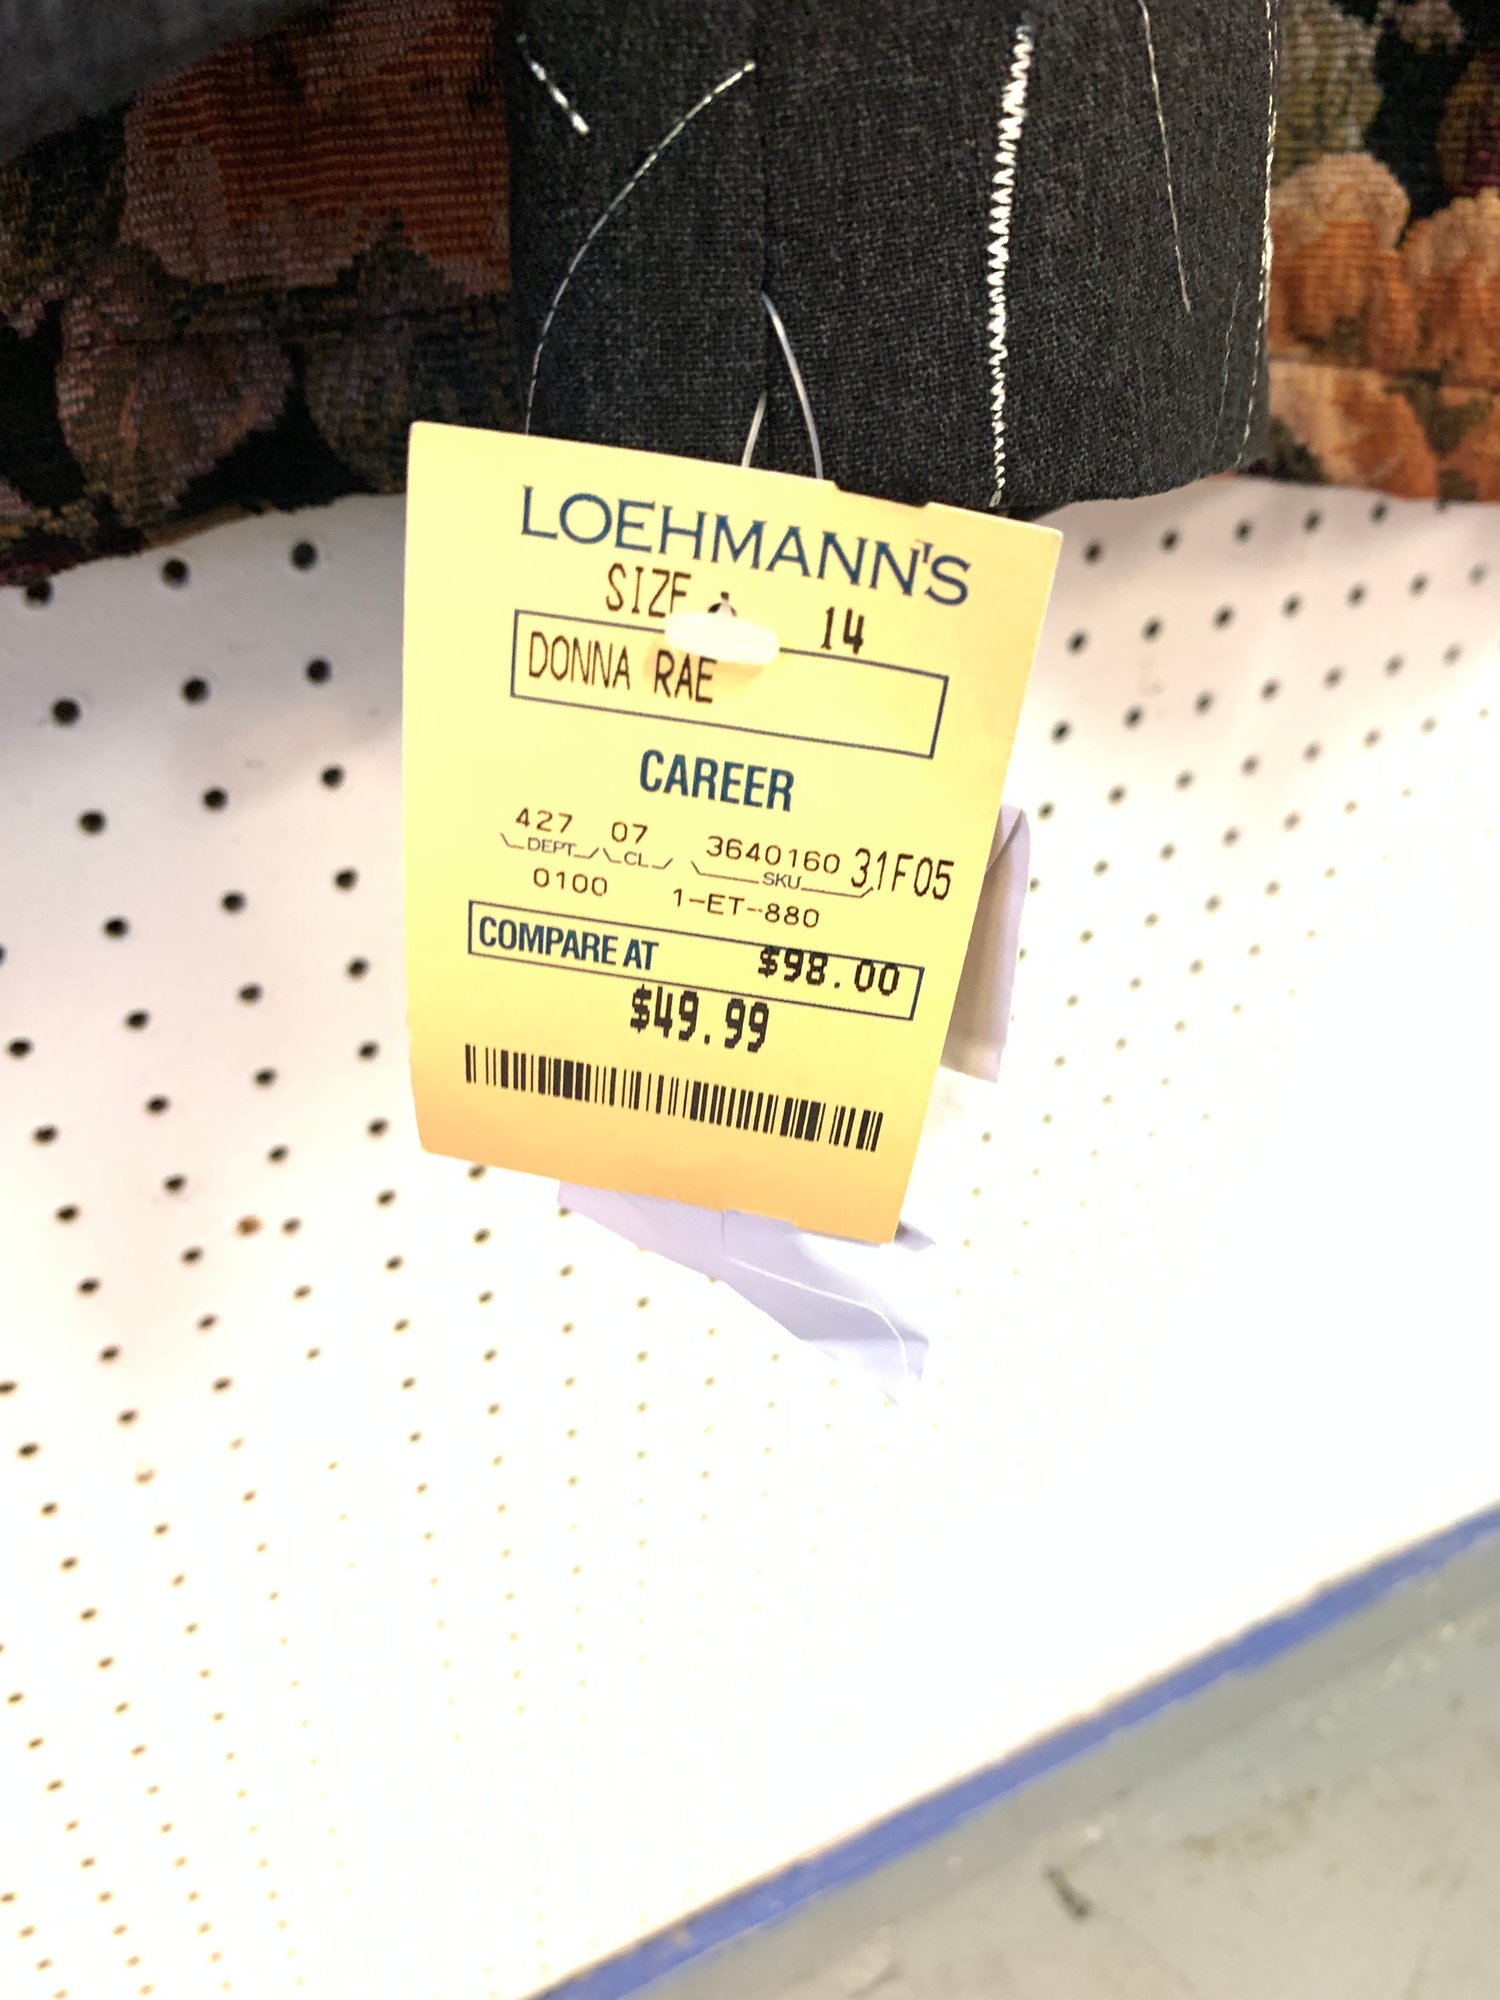 LOEHMANN'S
SIZE 14
DONNA RAE
CAREER
427 07 3640160 31F05
DEPT CL SKU
0100 1-ET-880
COMPARE AT $98.00
$49.99